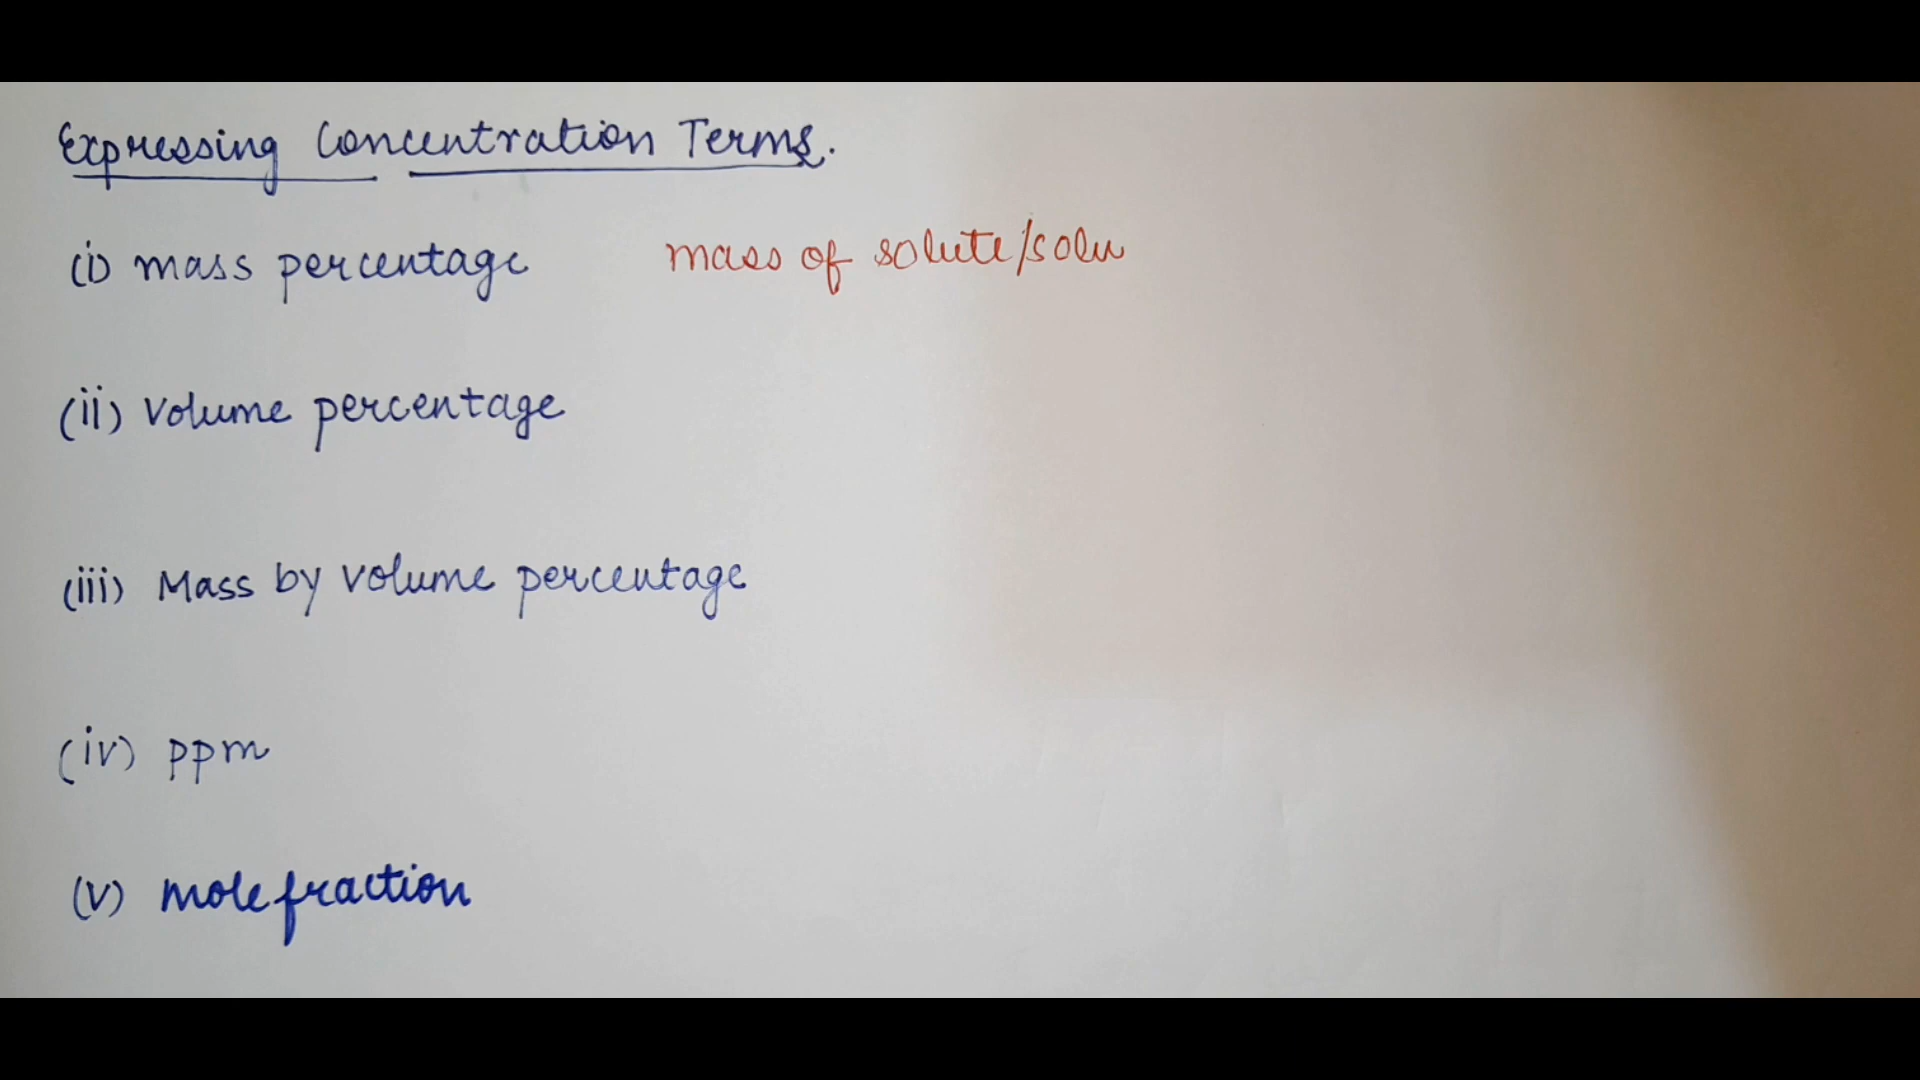 Expressing Concentration Terms.
(i) mass percentage mass of solute/solu
(ii) Volume percentage
(iii) Mass by volume percentage
(iv) ppm
(v) mole fraction